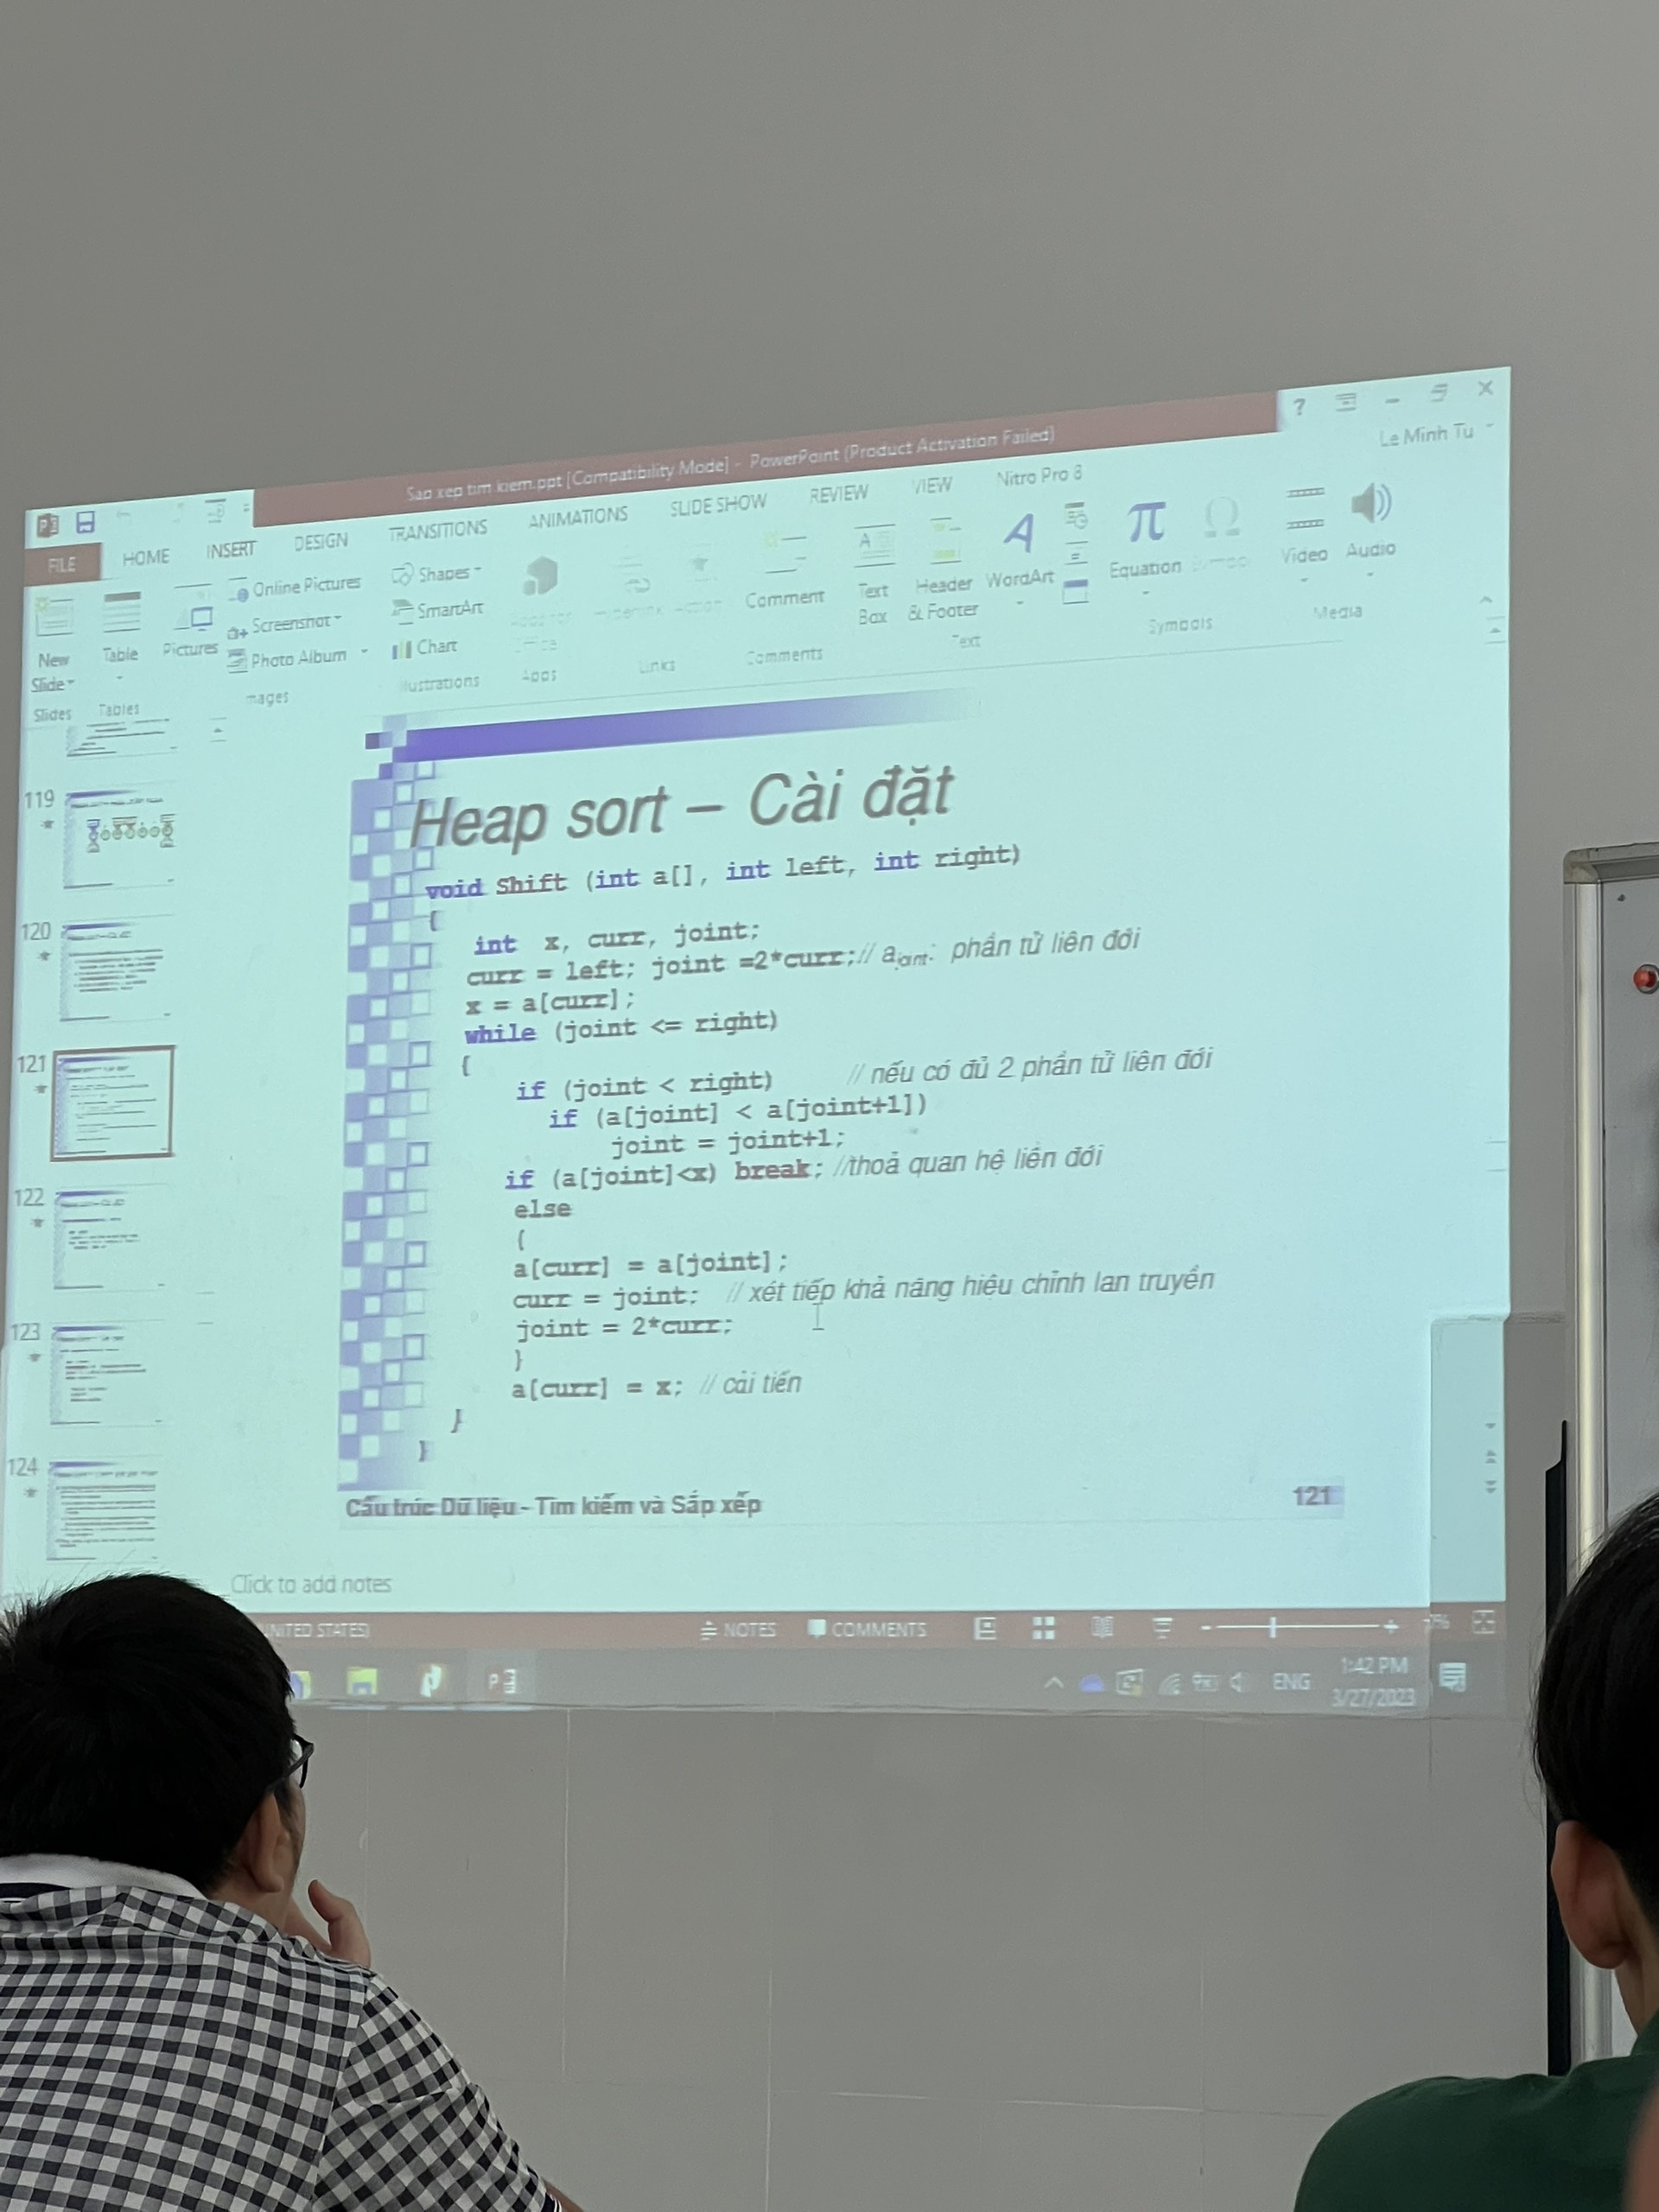 Sap xep tim kiem.ppt [Compatibility Mode] - PowerPoint (Product Activation Failed)
? X
Le Minh Tu
FILE HOME INSERT DESIGN TRANSITIONS ANIMATIONS SLIDE SHOW REVIEW VIEW Nitro Pro 8
New Slide
Table
Pictures
Online Pictures
Screenshot
Photo Album
Shapes
SmartArt
Chart
Comment
Text Box
Header & Footer
A WordArt
π Equation
Ω
Video
Audio
Slides
Tables
mages
lustrations
Apps
Links
Comments
Text
Symbols
Media
119
120
121
122
123
124
Heap sort – Cài đặt
void Shift (int a[], int left, int right)
{
int x, curr, joint;
curr = left; joint =2*curr;// ajoint: phần tử liên đới
x = a[curr];
while (joint <= right)
{
if (joint < right) // nếu có đủ 2 phần tử liên đới
if (a[joint] < a[joint+1])
joint = joint+1;
if (a[joint]<x) break; //thoả quan hệ liên đới
else
{
a[curr] = a[joint];
curr = joint; // xét tiếp khả năng hiệu chỉnh lan truyền
joint = 2*curr;
}
a[curr] = x; // cải tiến
}
}
Cấu trúc Dữ liệu - Tìm kiếm và Sắp xếp
121
Click to add notes
NITED STATES)
NOTES COMMENTS - +
ENG
1:42 PM
3/27/2023